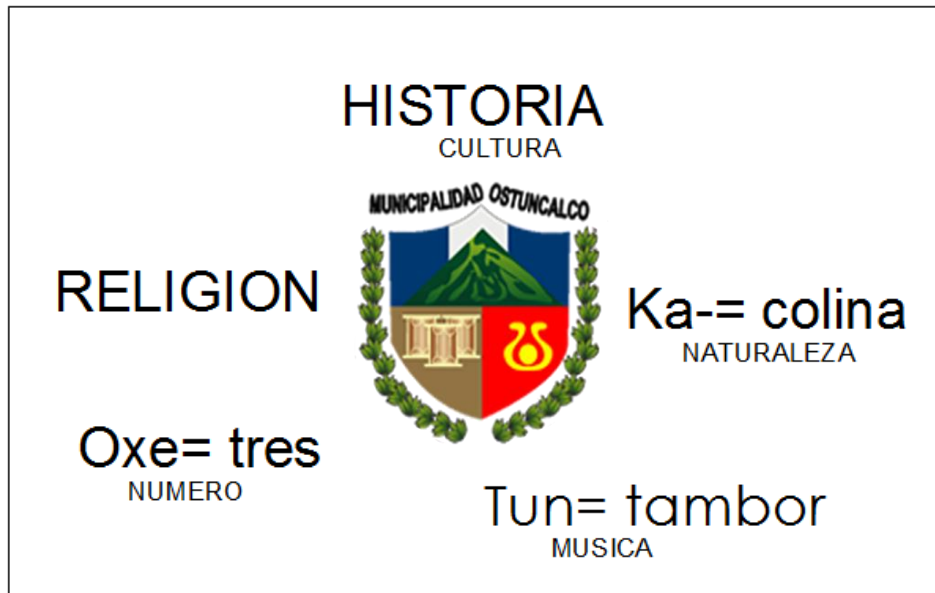 HISTORIA
CULTURA
MUNICIPALIDAD OSTUNCALCO
RELIGION
Ka-= colina
NATURALEZA
Oxe= tres
NUMERO
Tun= tambor
MUSICA